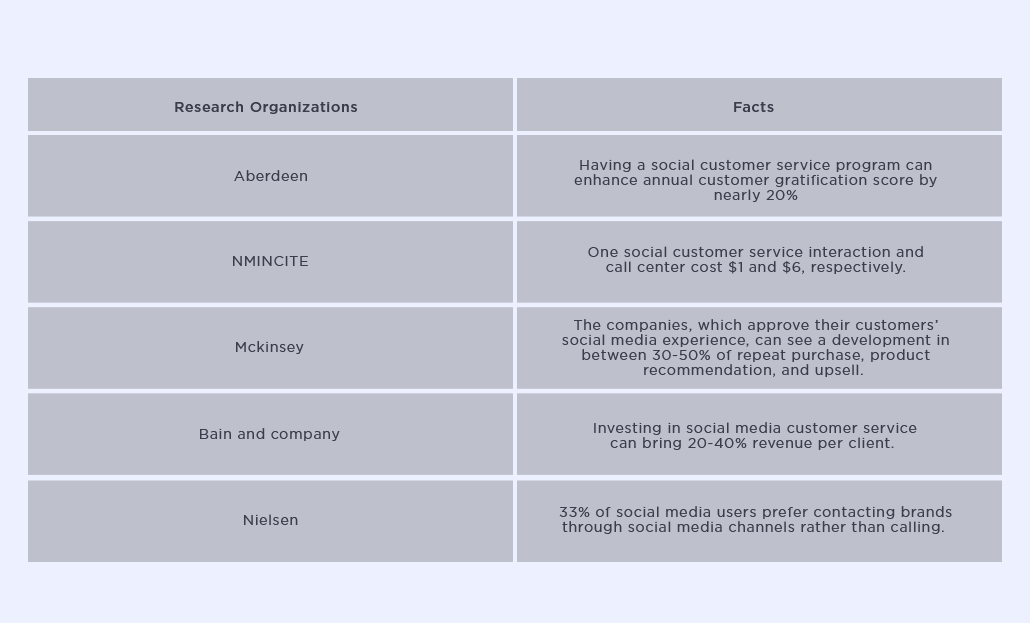 Research Organizations
Facts
Aberdeen
Having a social customer service program can
enhance annual customer gratification score by
nearly 20%
NMINCITE
One social customer service interaction and
call center cost $1 and $6, respectively.
Mckinsey
The companies, which approve their customers’
social media experience, can see a development in
between 30-50% of repeat purchase, product
recommendation, and upsell.
Bain and company
Investing in social media customer service
can bring 20-40% revenue per client.
Nielsen
33% of social media users prefer contacting brands
through social media channels rather than calling.